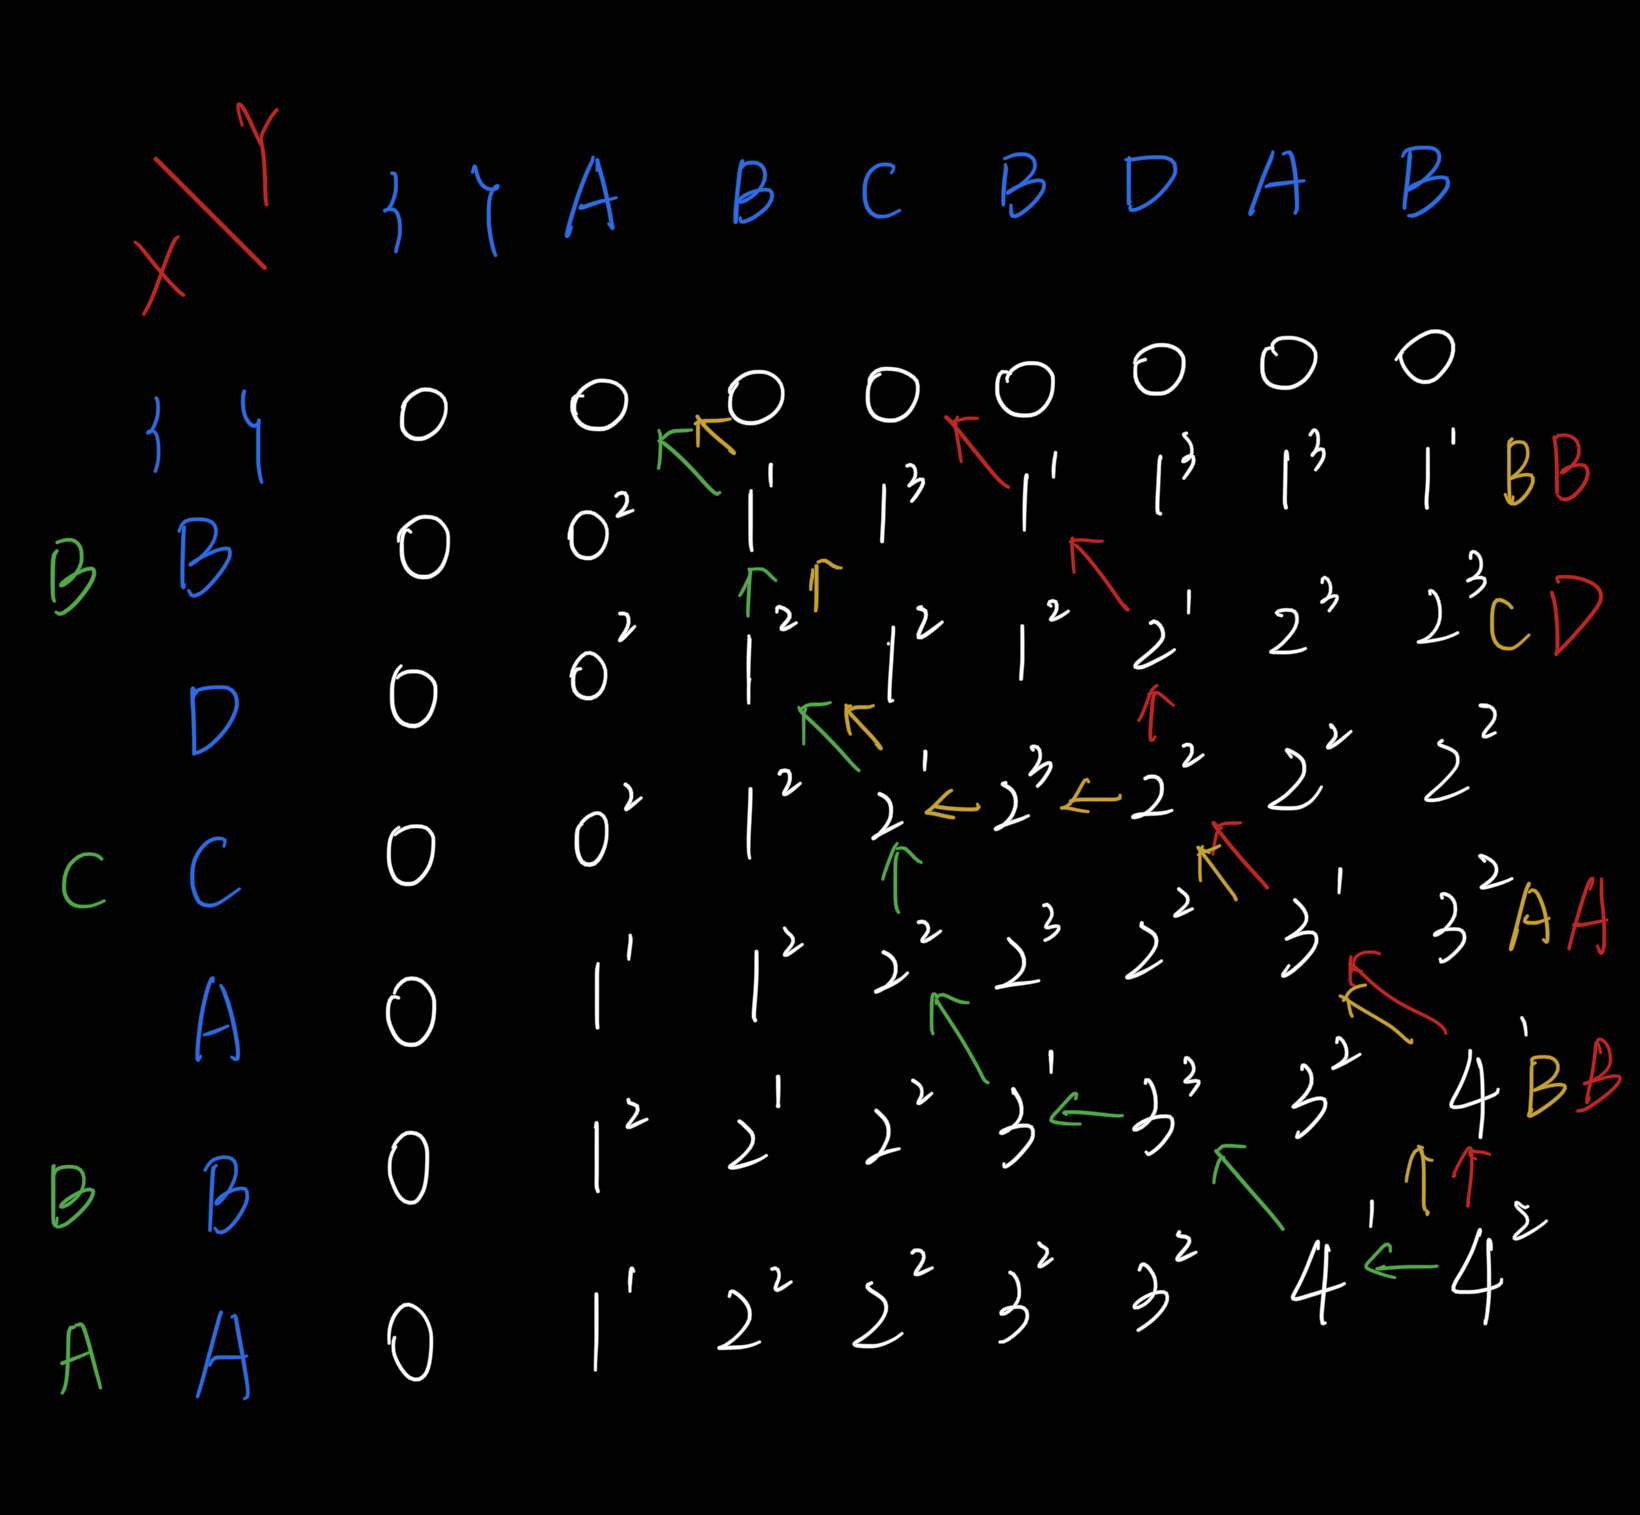 Y
X
{ } A B C B D A B
{ } 0 0 0 0 0 0 0 0
B B 0 0² 1¹ 1³ 1¹ 1³ 1³ 1¹ B B
D 0 0² 1² 1² 1² 2¹ 2³ 2³ C D
C C 0 0² 1² 2¹ ← 2³ ← 2² 2² 2²
A 0 1¹ 1² 2² 2³ 2² 3¹ 3² A A
B B 0 1² 2¹ 2² 3¹ ← 3³ 3² 4¹ B B
A A 0 1¹ 2² 2² 3² 3² 4¹ ← 4²